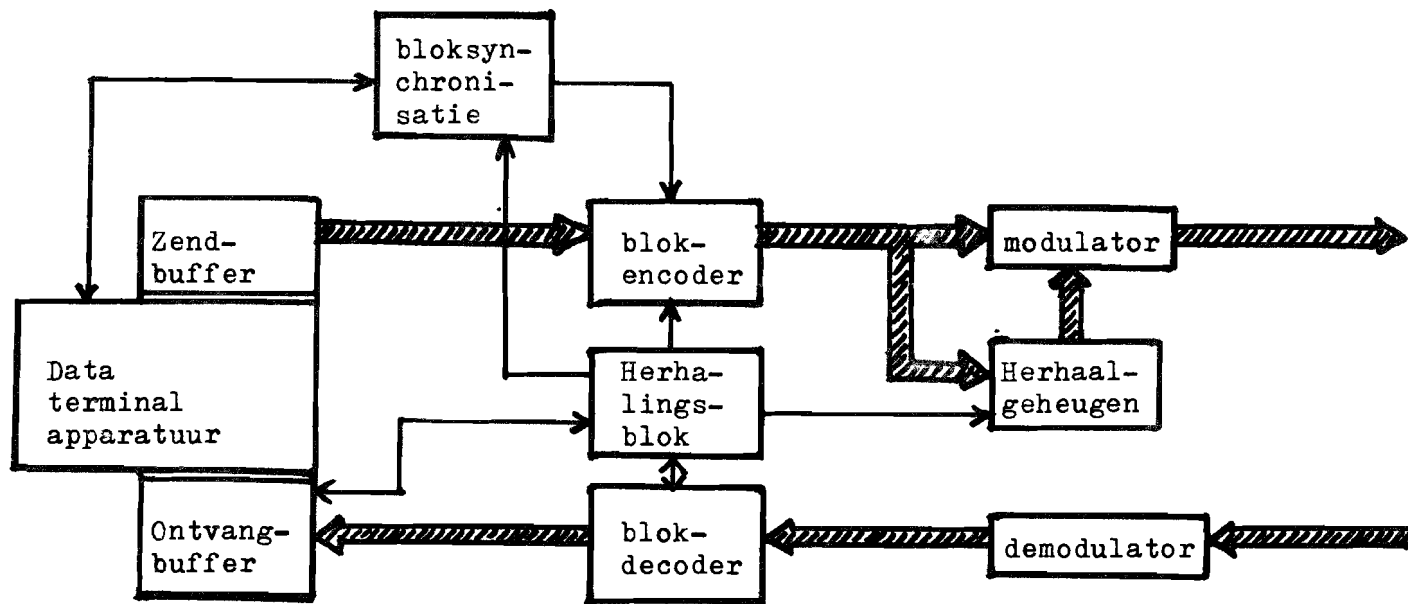 bloksyn-
chroni-
satie
Zend-
buffer
blok-
encoder
modulator
Data
terminal
apparatuur
Herha-
lings-
blok
Herhaal-
geheugen
Ontvang-
buffer
blok-
decoder
demodulator